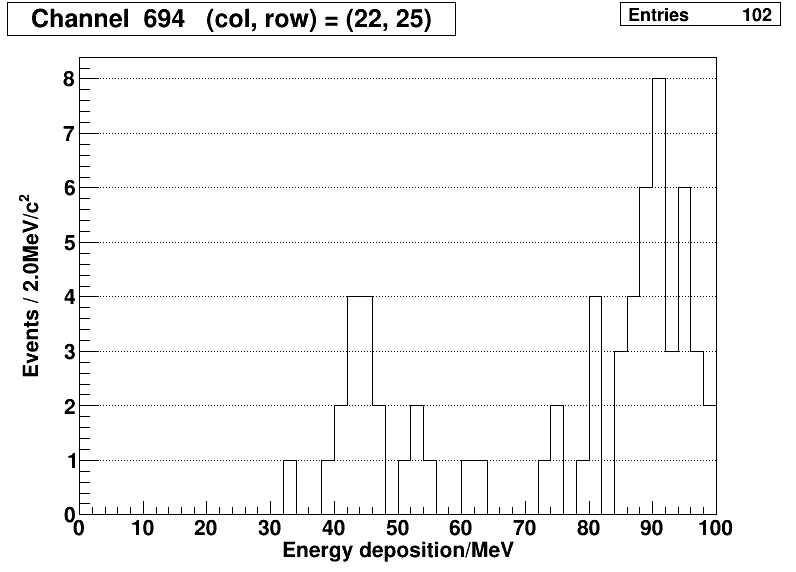 Channel 694 (col, row) = (22, 25)
Entries 102
8
7
6
5
4
3
2
1
0
Events / 2.0MeV/c²
0 10 20 30 40 50 60 70 80 90 100
Energy deposition/MeV